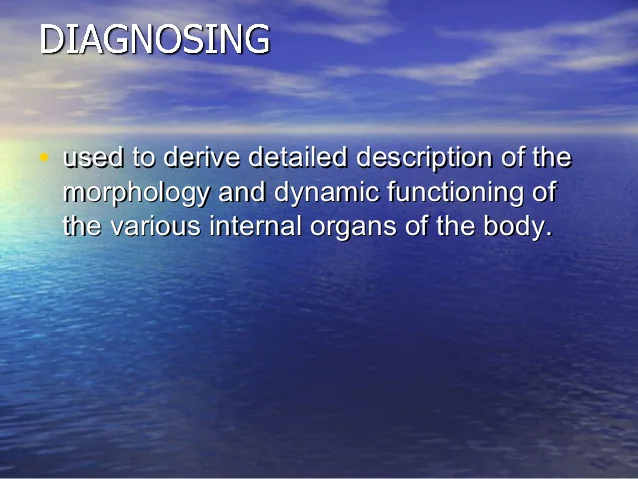 DIAGNOSING
▪ used to derive detailed description of the
morphology and dynamic functioning of
the various internal organs of the body.